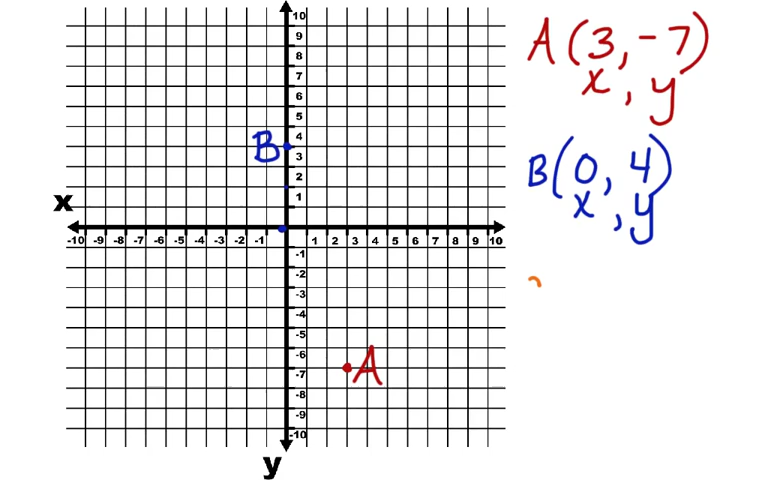 10
9
8
7
6
5
4
3
2
1
x
-10 -9 -8 -7 -6 -5 -4 -3 -2 -1 1 2 3 4 5 6 7 8 9 10
-1
-2
-3
-4
-5
-6
-7
-8
-9
-10
y
B
A
A(3,-7)
x, y
B(0, 4)
x, y